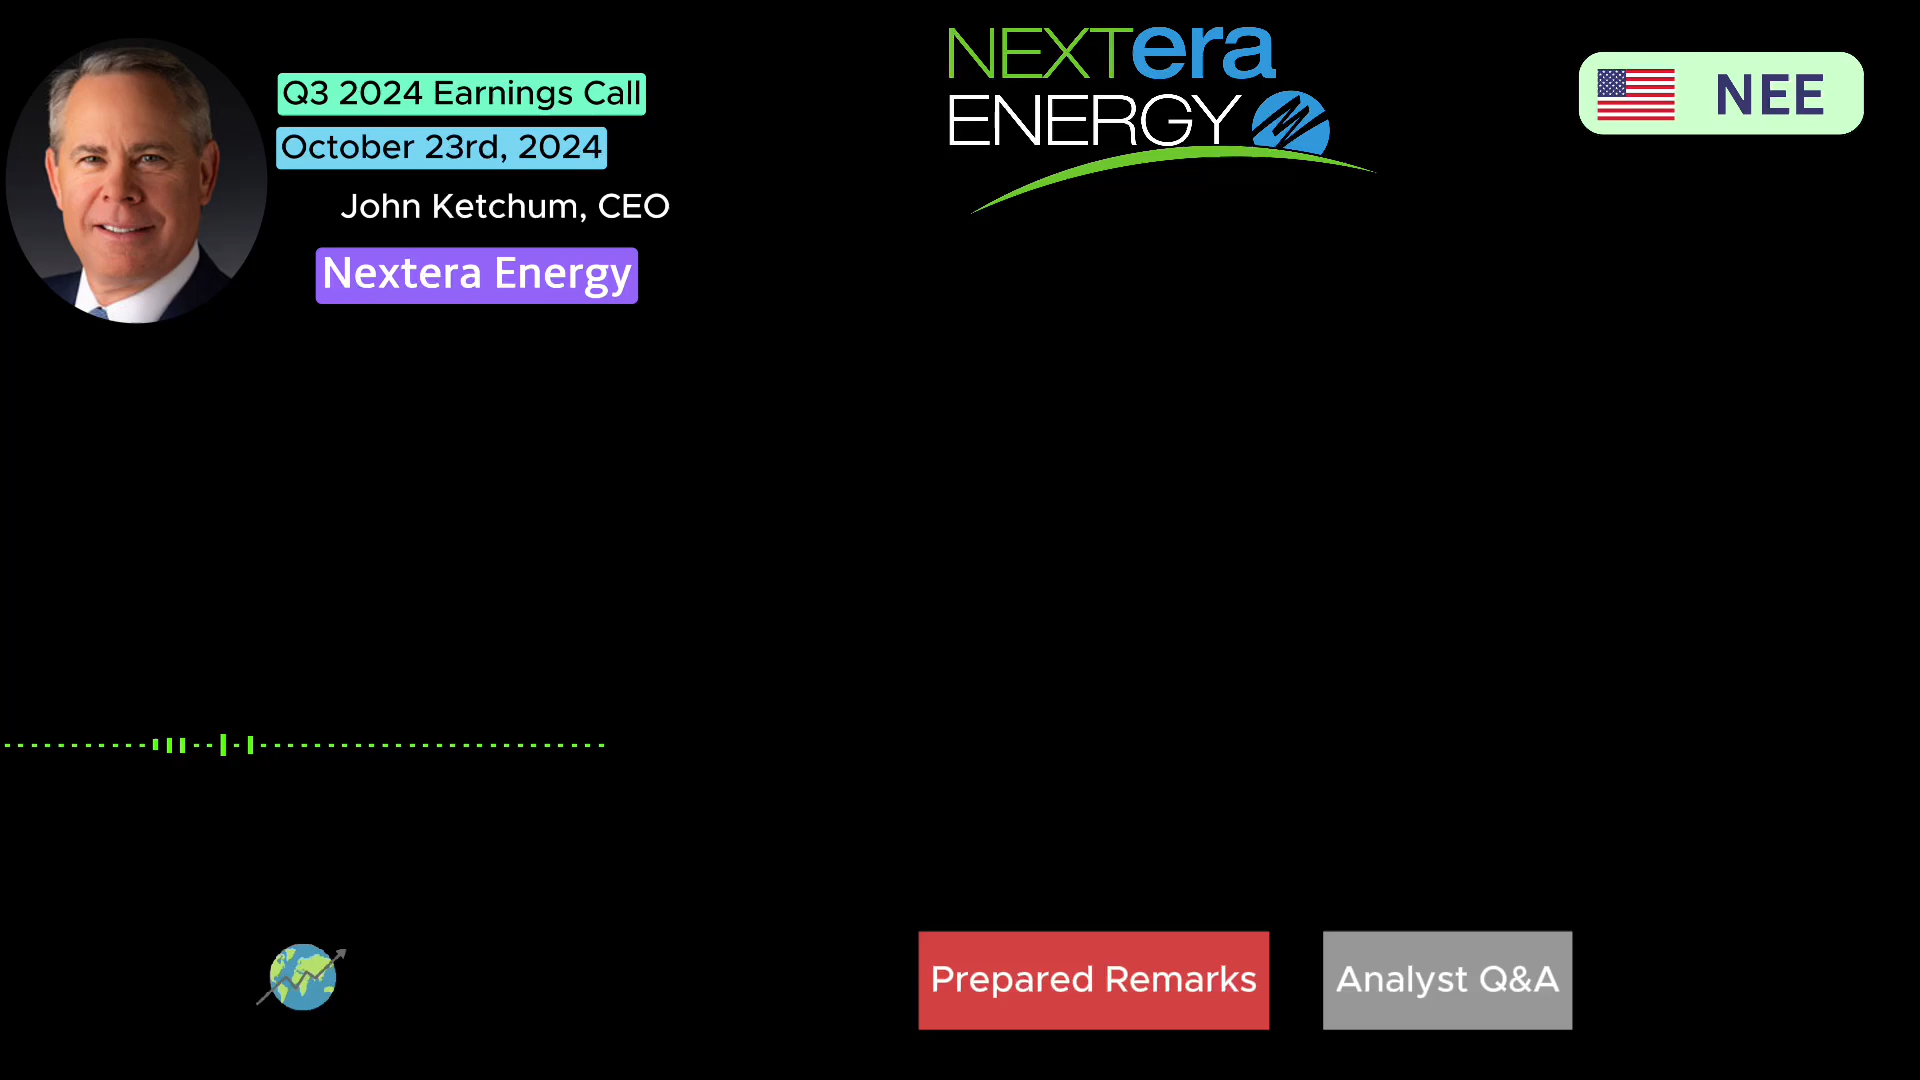 Q3 2024 Earnings Call
October 23rd, 2024
John Ketchum, CEO
Nextera Energy
NEXTera
ENERGY
NEE
Prepared Remarks
Analyst Q&A